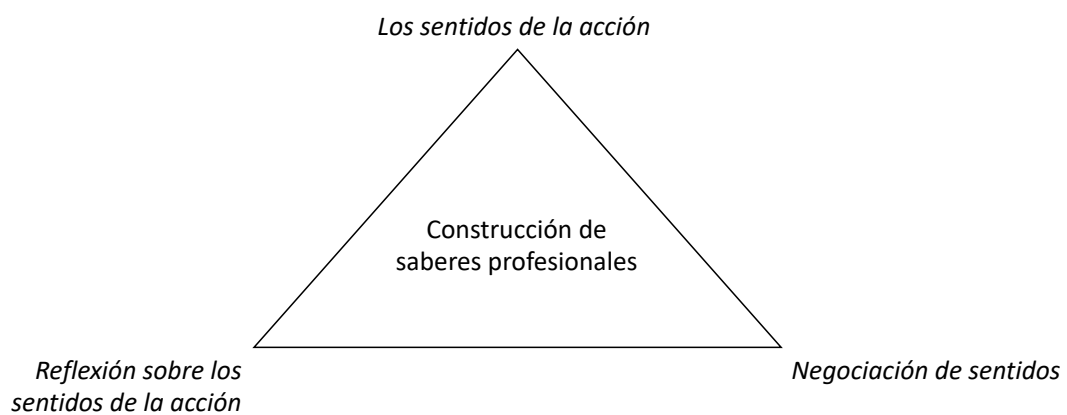 Los sentidos de la acción
Construcción de
saberes profesionales
Reflexión sobre los
sentidos de la acción
Negociación de sentidos